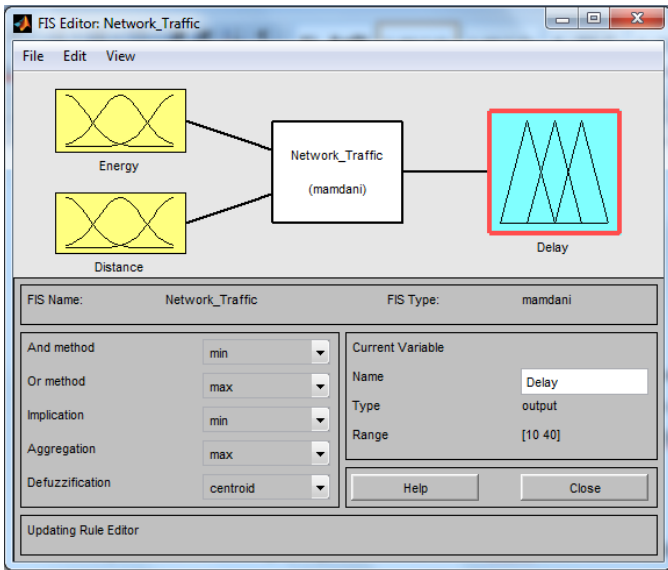 FIS Editor: Network_Traffic
File Edit View
Energy
Distance
Network_Traffic
(mamdani)
Delay
FIS Name: Network_Traffic FIS Type: mamdani
And method min
Or method max
Implication min
Aggregation max
Defuzzification centroid
Current Variable
Name Delay
Type output
Range [10 40]
Help Close
Updating Rule Editor